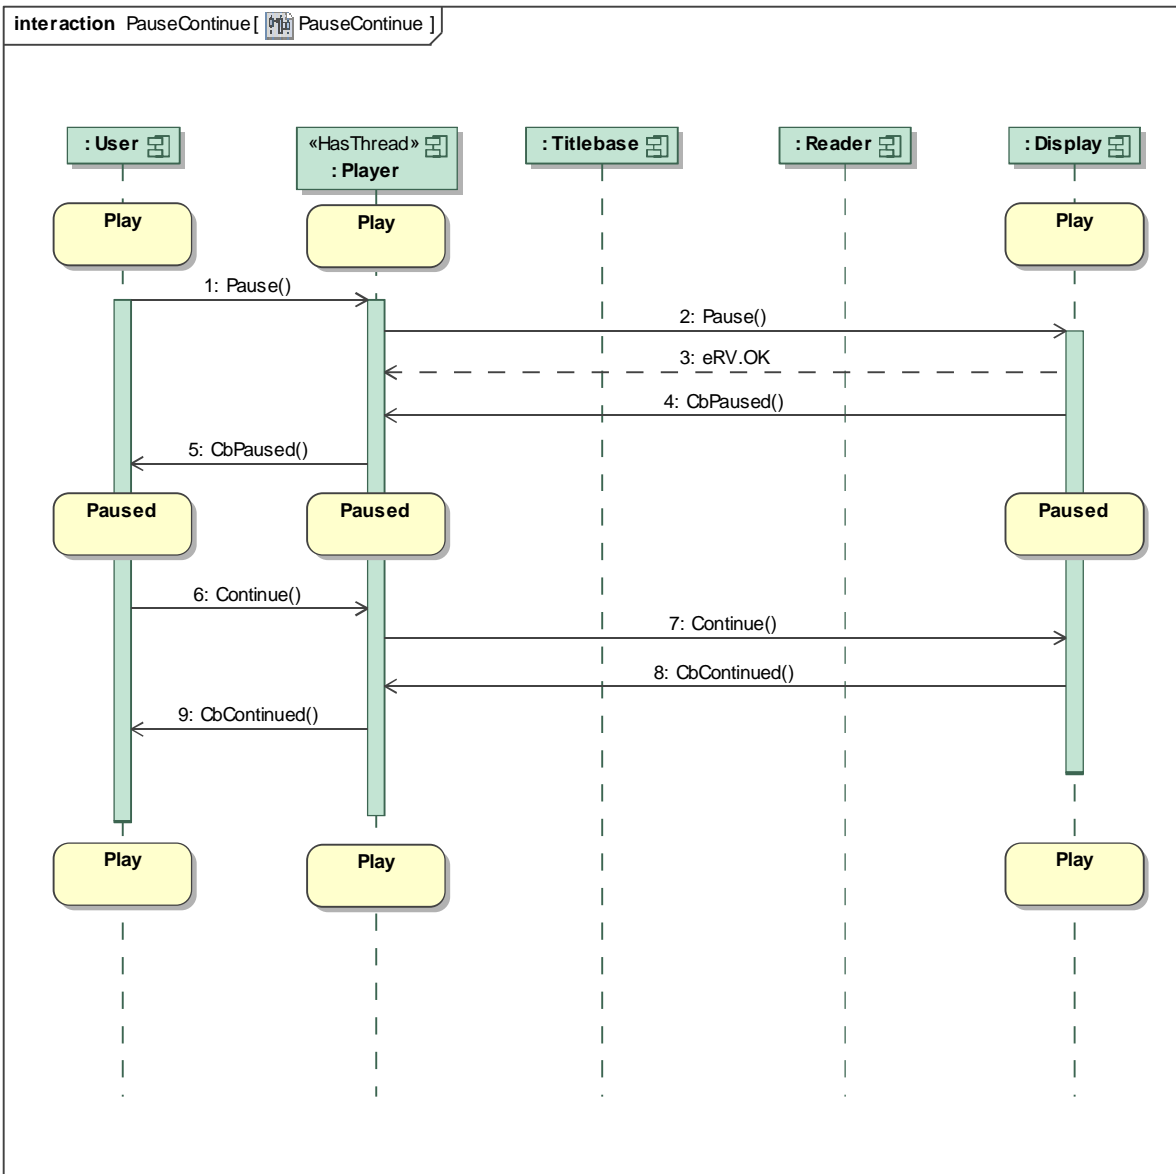 interaction PauseContinue[ PauseContinue ]
: User
«HasThread»
: Player
: Titlebase
: Reader
: Display
Play
Play
Play
1: Pause()
2: Pause()
3: eRV.OK
4: CbPaused()
5: CbPaused()
Paused
Paused
Paused
6: Continue()
7: Continue()
8: CbContinued()
9: CbContinued()
Play
Play
Play